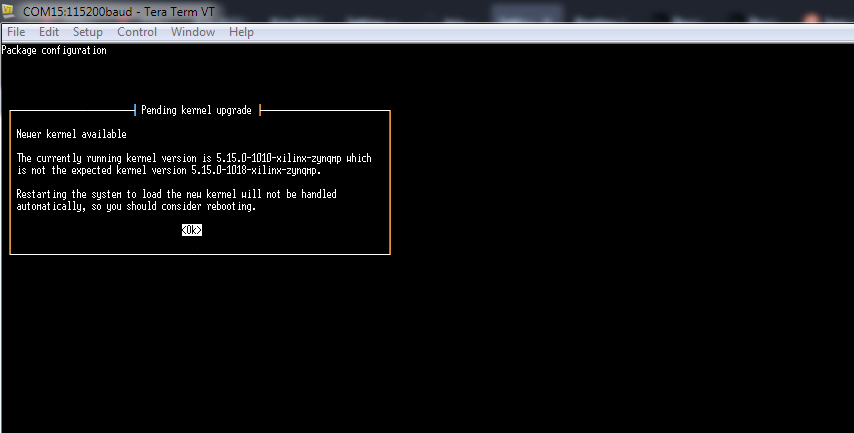 COM15:115200baud - Tera Term VT
File Edit Setup Control Window Help
Package configuration
Pending kernel upgrade
Newer kernel available
The currently running kernel version is 5.15.0-1010-xilinx-zynqmp which
is not the expected kernel version 5.15.0-1018-xilinx-zynqmp.
Restarting the system to load the new kernel will not be handled
automatically, so you should consider rebooting.
<Ok>